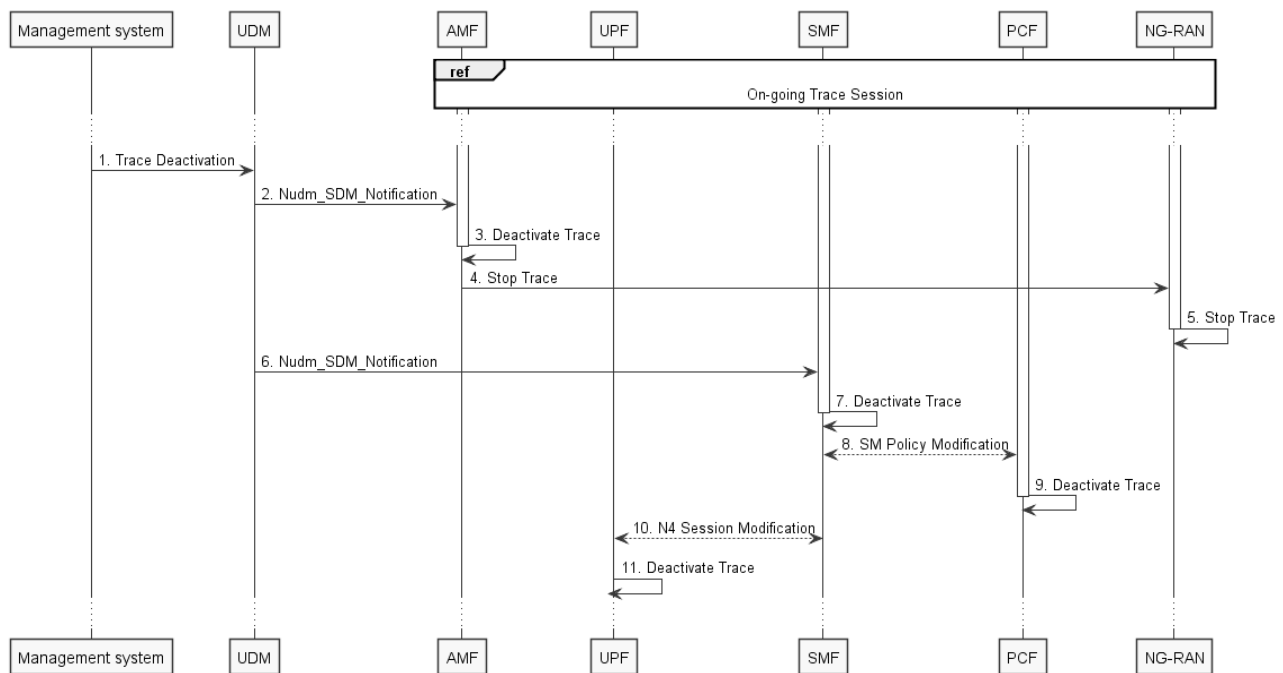 Management system
UDM
AMF
UPF
SMF
PCF
NG-RAN
ref
On-going Trace Session
1. Trace Deactivation
2. Nudm_SDM_Notification
3. Deactivate Trace
4. Stop Trace
5. Stop Trace
6. Nudm_SDM_Notification
7. Deactivate Trace
8. SM Policy Modification
9. Deactivate Trace
10. N4 Session Modification
11. Deactivate Trace
Management system
UDM
AMF
UPF
SMF
PCF
NG-RAN